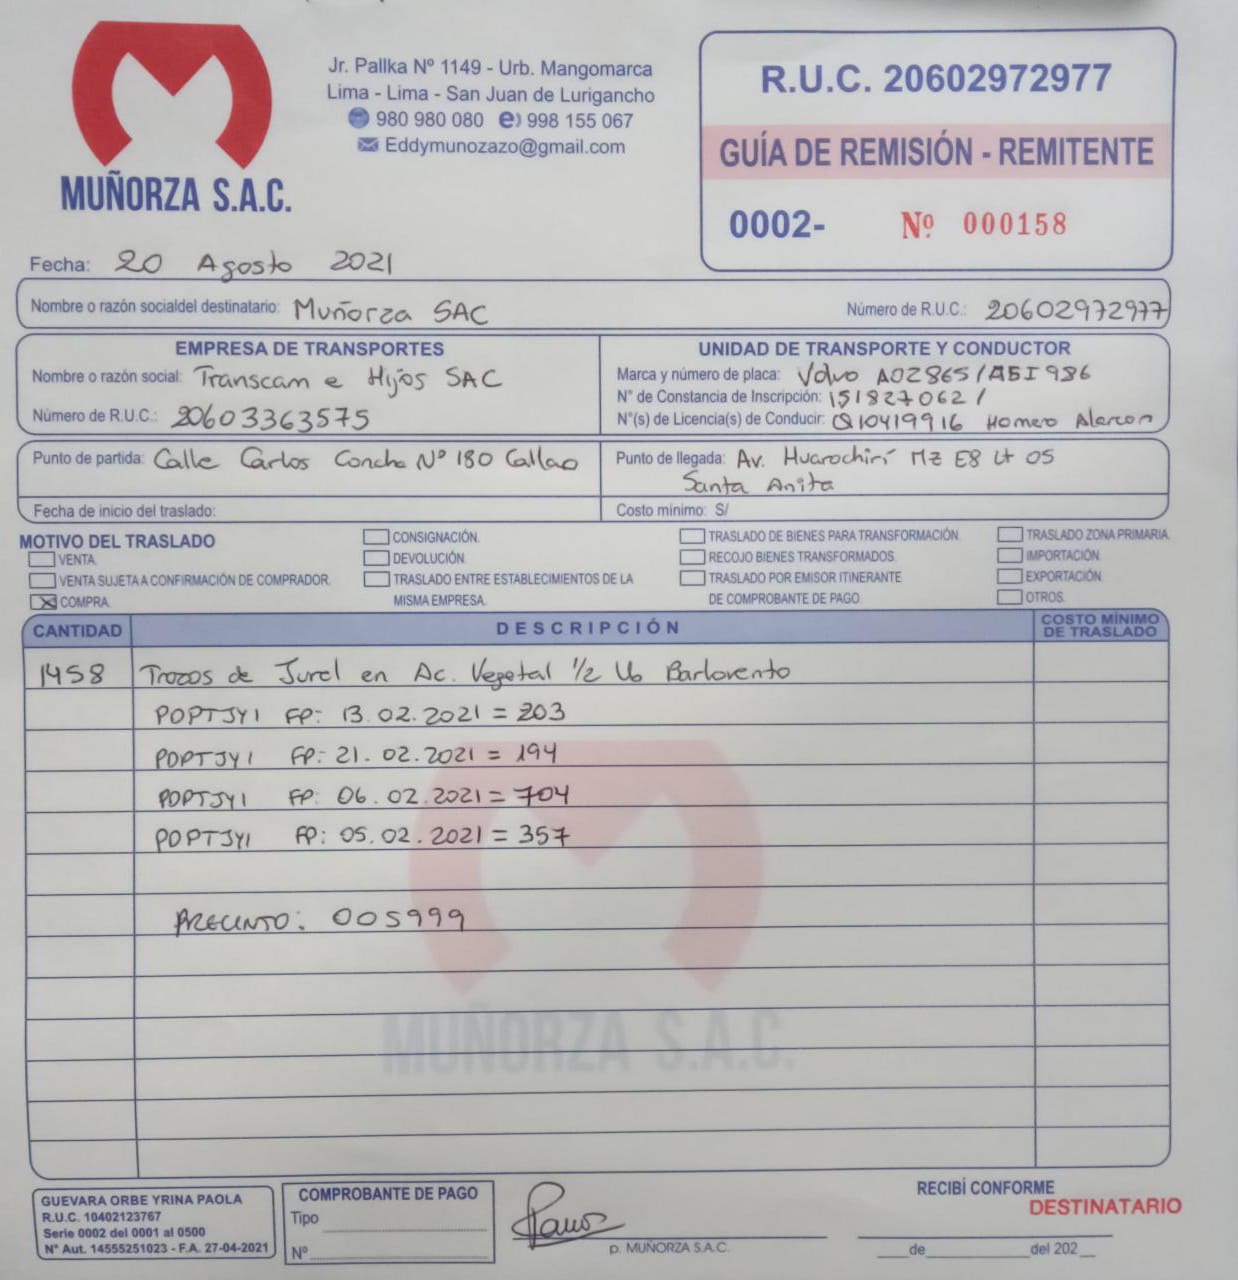 Jr. Pallka Nº 1149 - Urb. Mangomarca
Lima - Lima - San Juan de Lurigancho
980 980 080 e) 998 155 067
Eddymunozazo@gmail.com
MUÑORZA S.A.C.
R.U.C. 20602972977
GUÍA DE REMISIÓN - REMITENTE
0002- Nº 000158
Fecha: 20 Agosto 2021
Nombre o razón socialdel destinatario: Muñorza SAC Número de R.U.C.: 20602972977
EMPRESA DE TRANSPORTES
Nombre o razón social: Transcam e Hijos SAC
Número de R.U.C.: 20603363575
UNIDAD DE TRANSPORTE Y CONDUCTOR
Marca y número de placa: Volvo A02865/ABI986
N° de Constancia de Inscripción: 151827062/
N°(s) de Licencia(s) de Conducir: Q10419916 Homero Alarcon
Punto de partida: Calle Carlos Concha Nº 180 Callao
Fecha de inicio del traslado:
Punto de llegada: Av. Huarochirí MZ E8 Lt 05
Santa Anita
Costo mínimo: S/
MOTIVO DEL TRASLADO
VENTA.
VENTA SUJETA A CONFIRMACIÓN DE COMPRADOR.
X COMPRA.
CONSIGNACIÓN.
DEVOLUCIÓN.
TRASLADO ENTRE ESTABLECIMIENTOS DE LA
MISMA EMPRESA.
TRASLADO DE BIENES PARA TRANSFORMACIÓN.
RECOJO BIENES TRANSFORMADOS.
TRASLADO POR EMISOR ITINERANTE
DE COMPROBANTE DE PAGO.
TRASLADO ZONA PRIMARIA.
IMPORTACIÓN.
EXPORTACIÓN.
OTROS.
CANTIDAD DESCRIPCIÓN COSTO MÍNIMO
DE TRASLADO
1458 Trozos de Jurel en Ac. Vegetal 1/2 Lb Barlovento
POPTJY1 FP: 13.02.2021 = 203
POPTJY1 FP: 21.02.2021 = 194
POPTJY1 FP: 06.02.2021 = 704
POPTJY1 FP: 05.02.2021 = 357
PRECINTO: 005999
MUÑORZA S.A.C.
GUEVARA ORBE YRINA PAOLA
R.U.C. 10402123767
Serie 0002 del 0001 al 0500
N° Aut. 14555251023 - F.A. 27-04-2021
COMPROBANTE DE PAGO
Tipo
Nº
p. MUÑORZA S.A.C.
RECIBÍ CONFORME
DESTINATARIO
de del 202